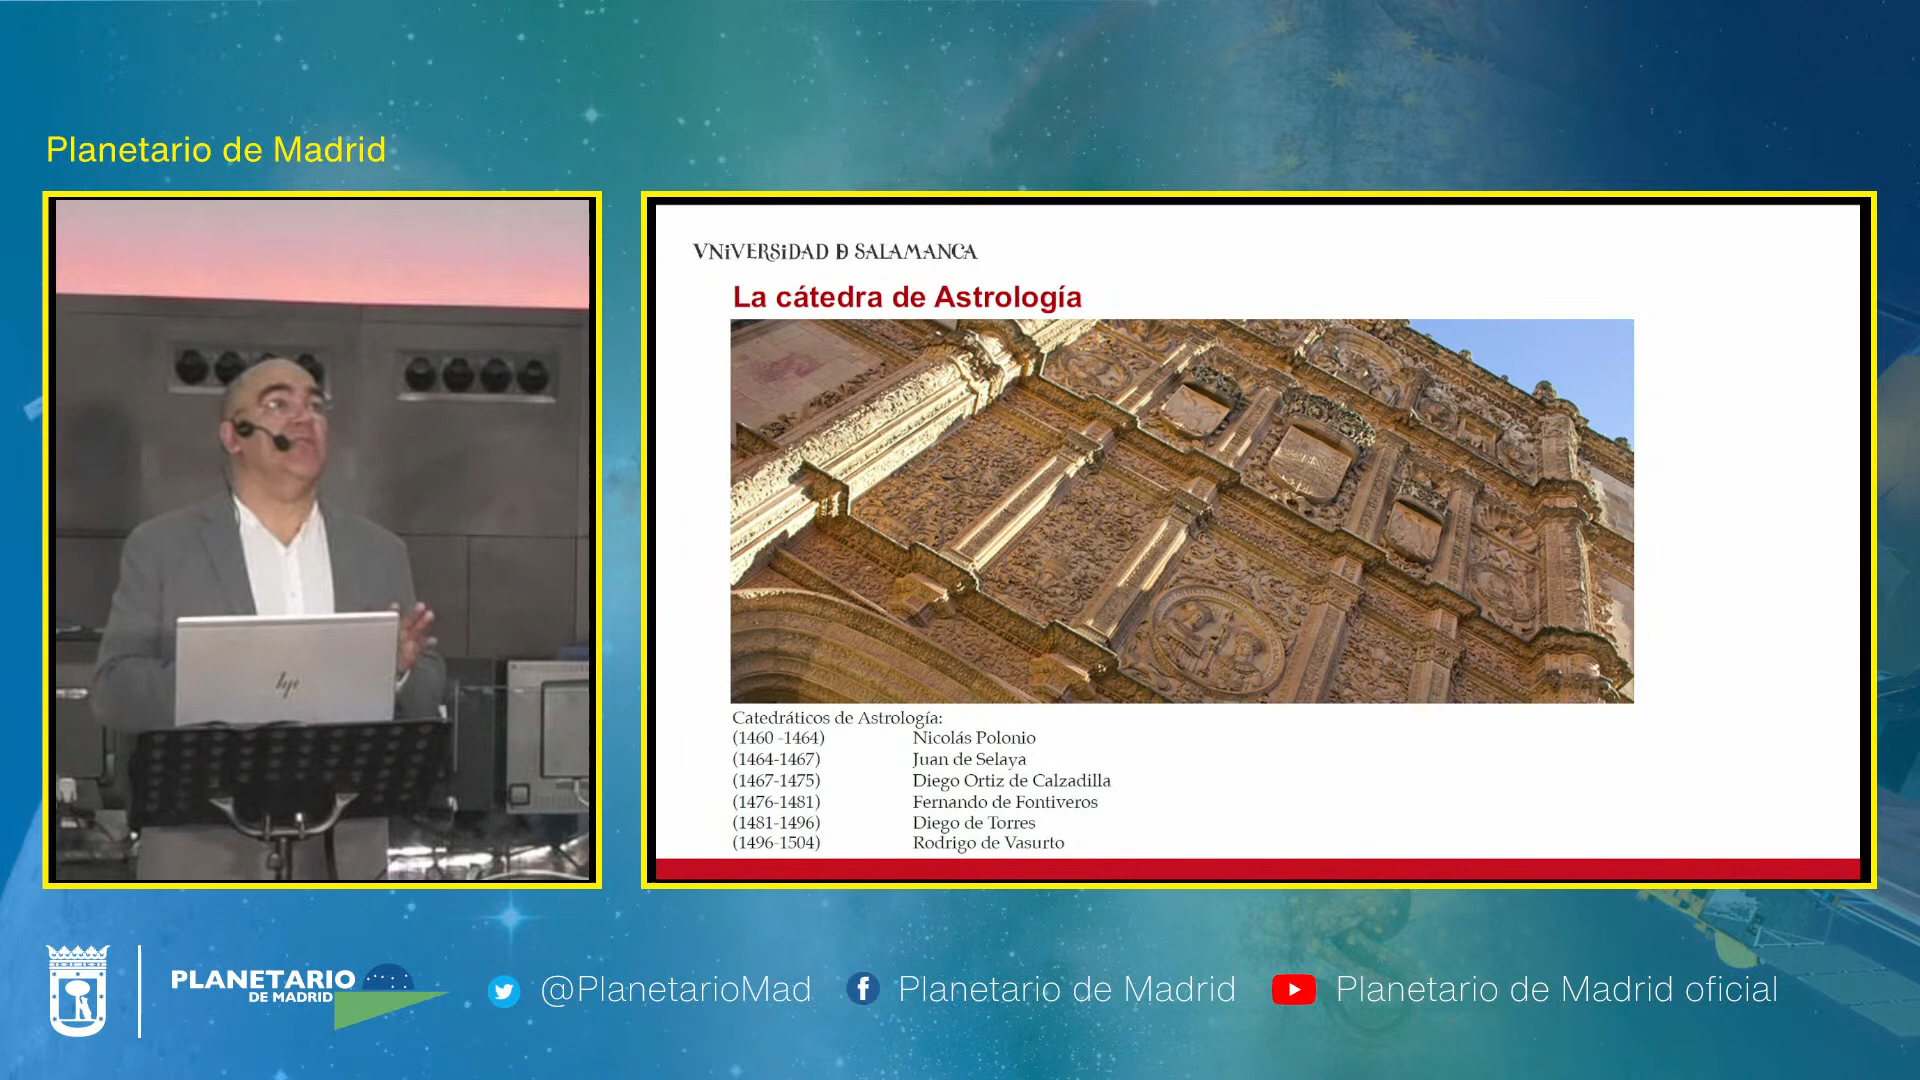 Planetario de Madrid
VNiVERSiDAD D SALAMANCA
La cátedra de Astrología
Catedráticos de Astrología:
(1460 -1464) Nicolás Polonio
(1464-1467) Juan de Selaya
(1467-1475) Diego Ortiz de Calzadilla
(1476-1481) Fernando de Fontiveros
(1481-1496) Diego de Torres
(1496-1504) Rodrigo de Vasurto
hp
PLANETARIO
DE MADRID
@PlanetarioMad
Planetario de Madrid
Planetario de Madrid oficial